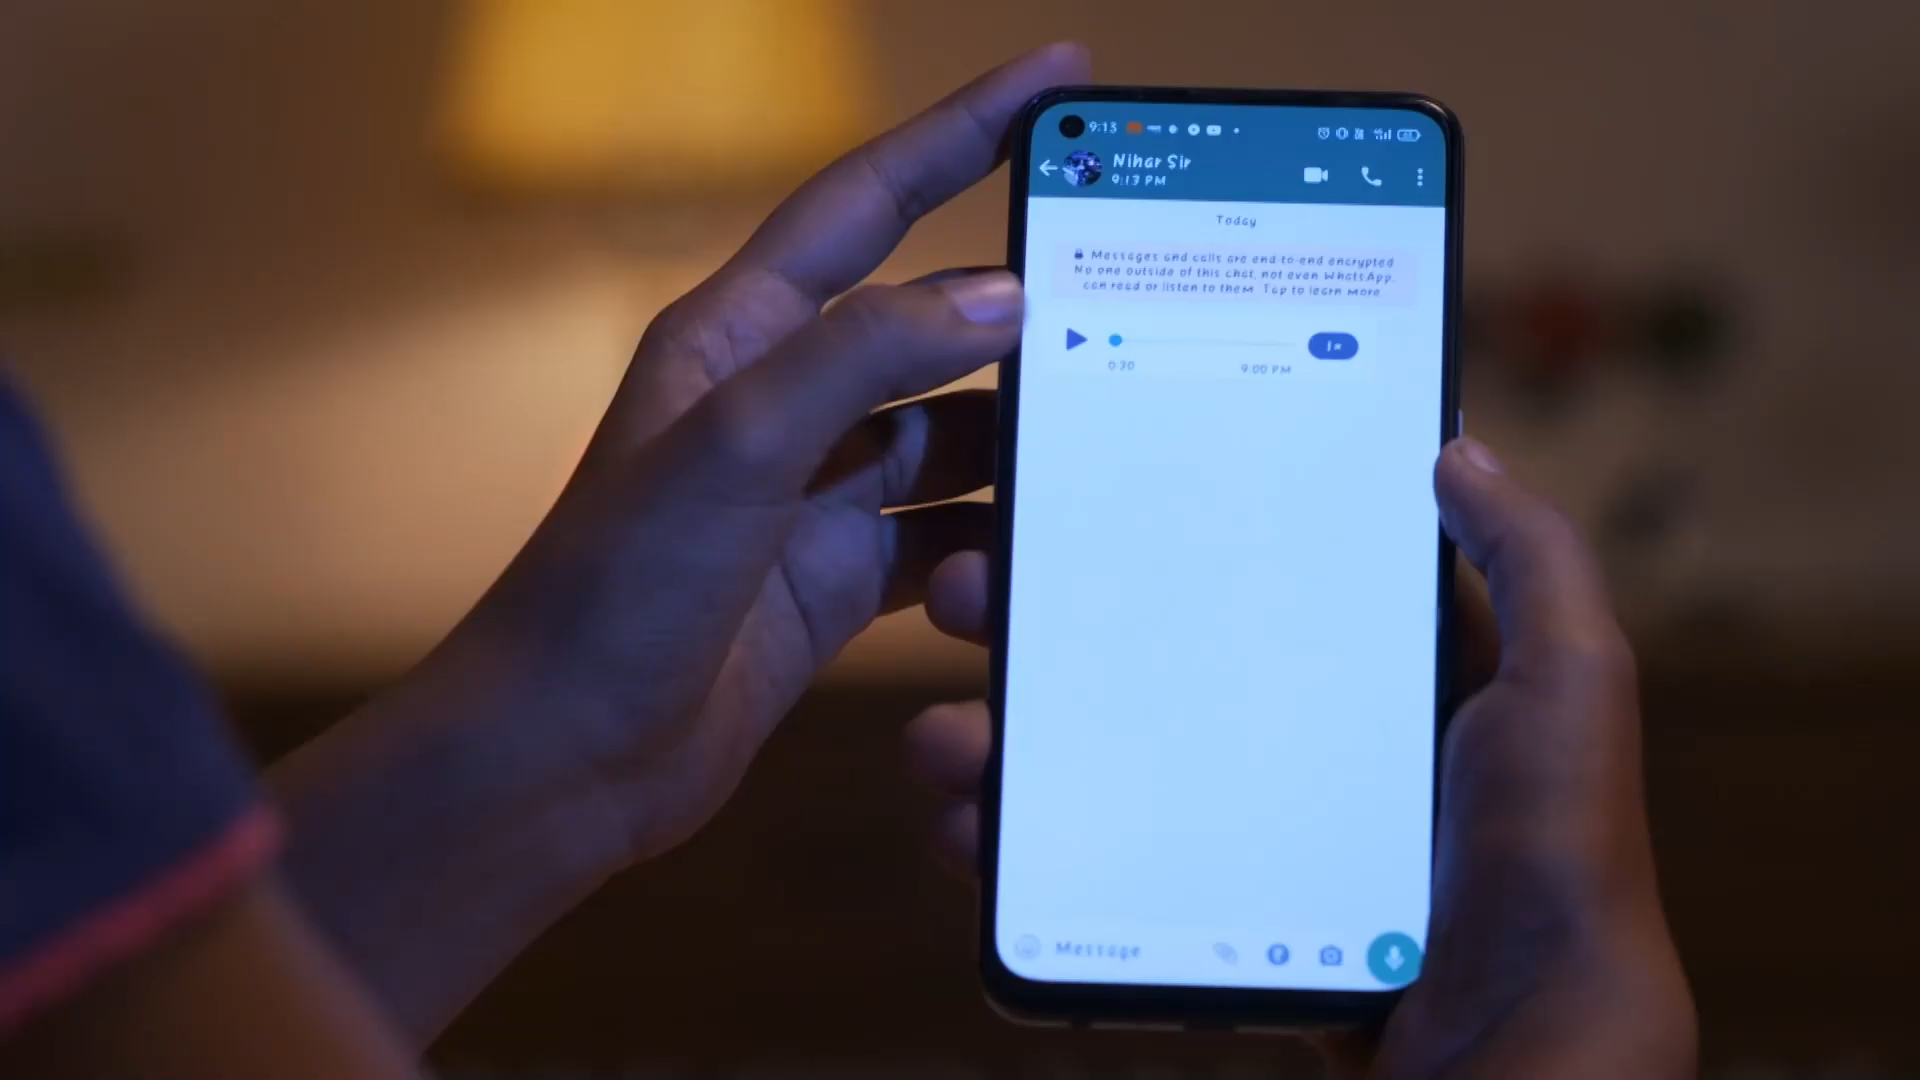 9:13
Nihar Sir
9:13 PM
Today
Messages and calls are end-to-end encrypted
No one outside of this chat, not even WhatsApp,
can read or listen to them. Tap to learn more
1x
0:30
9:00 PM
Message